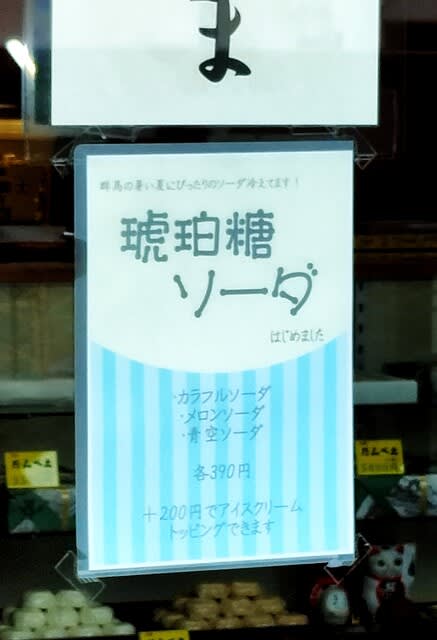 ま
群馬の暑い夏にぴったりのソーダ冷えてます！
琥珀糖
ソーダ
はじめました
・カラフルソーダ
・メロンソーダ
・青空ソーダ
各390円
＋200円でアイスクリーム
トッピングできます